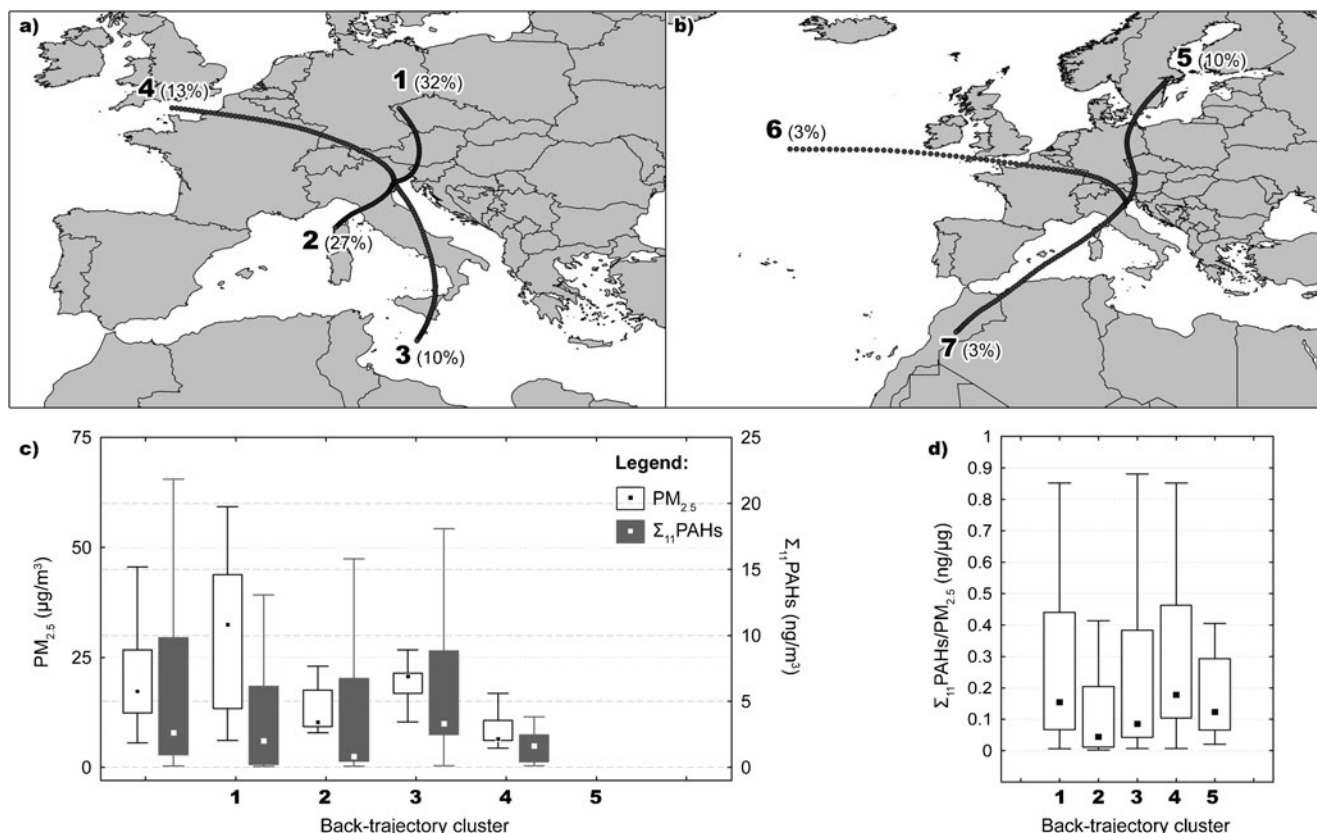 a)
4 (13%)
1 (32%)
2 (27%)
3 (10%)
b)
5 (10%)
6 (3%)
7 (3%)
c)
75
50
25
0
PM2.5 (µg/m³)
Legend:
PM2.5
Σ11PAHs
25
20
15
10
5
0
Σ11PAHs (ng/m³)
1 2 3 4 5
Back-trajectory cluster
d)
1
0.9
0.8
0.7
0.6
0.5
0.4
0.3
0.2
0.1
0
Σ11PAHs/PM2.5 (ng/µg)
1 2 3 4 5
Back-trajectory cluster